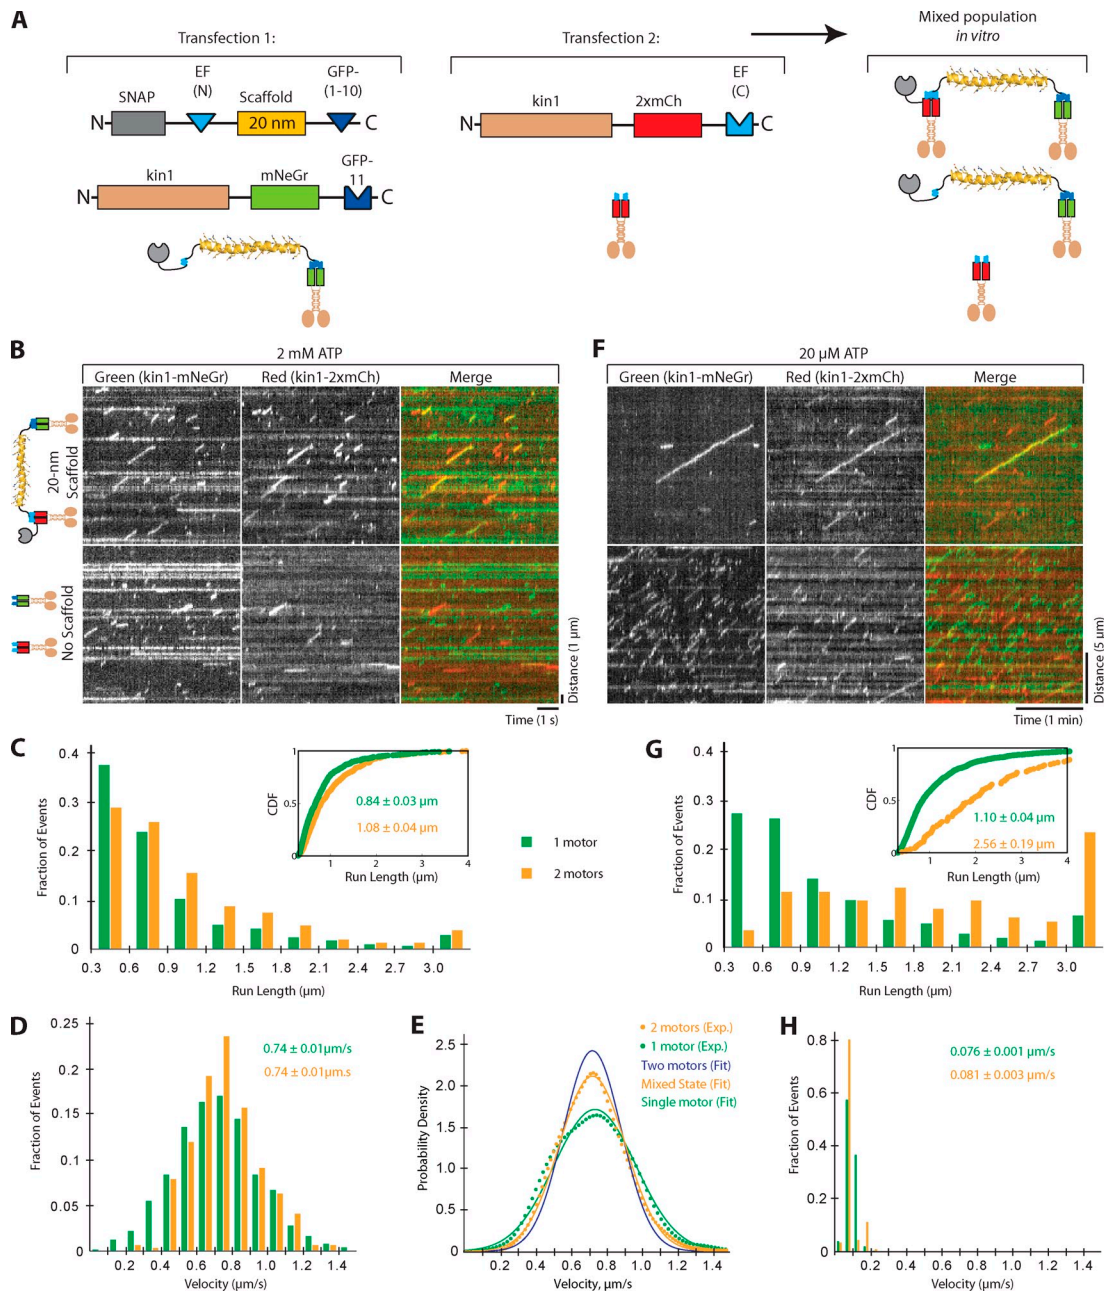 A
Transfection 1:
Transfection 2:
Mixed population
in vitro
EF
(N)
GFP-
(1-10)
SNAP
Scaffold
N
20 nm
C
kin1
mNeGr
GFP-
11
N
C
EF
(C)
kin1
2xmCh
N
C
B
2 mM ATP
Green (kin1-mNeGr)
Red (kin1-2xmCh)
Merge
20-nm
Scaffold
No Scaffold
Distance (1 µm)
Time (1 s)
F
20 µM ATP
Green (kin1-mNeGr)
Red (kin1-2xmCh)
Merge
Distance (5 µm)
Time (1 min)
C
Fraction of Events
0.4
0.3
0.2
0.1
0
0.3 0.6 0.9 1.2 1.5 1.8 2.1 2.4 2.7 3.0
Run Length (µm)
CDF
1
0.5
0
0.84 ± 0.03 µm
1.08 ± 0.04 µm
1 2 3 4
Run Length (µm)
1 motor
2 motors
G
Fraction of Events
0.4
0.3
0.2
0.1
0
0.3 0.6 0.9 1.2 1.5 1.8 2.1 2.4 2.7 3.0
Run Length (µm)
CDF
1
0.5
0
1.10 ± 0.04 µm
2.56 ± 0.19 µm
1 2 3 4
Run Length (µm)
D
Fraction of Events
0.25
0.2
0.15
0.1
0.05
0
0.74 ± 0.01µm/s
0.74 ± 0.01µm.s
0.2 0.4 0.6 0.8 1.0 1.2 1.4
Velocity (µm/s)
E
Probability Density
2.5
2.0
1.5
1.0
0.5
0
2 motors (Exp.)
1 motor (Exp.)
Two motors (Fit)
Mixed State (Fit)
Single motor (Fit)
0.2 0.4 0.6 0.8 1.0 1.2 1.4
Velocity, µm/s
H
Fraction of Events
0.8
0.6
0.4
0.2
0
0.076 ± 0.001 µm/s
0.081 ± 0.003 µm/s
0.2 0.4 0.6 0.8 1.0 1.2 1.4
Velocity (µm/s)